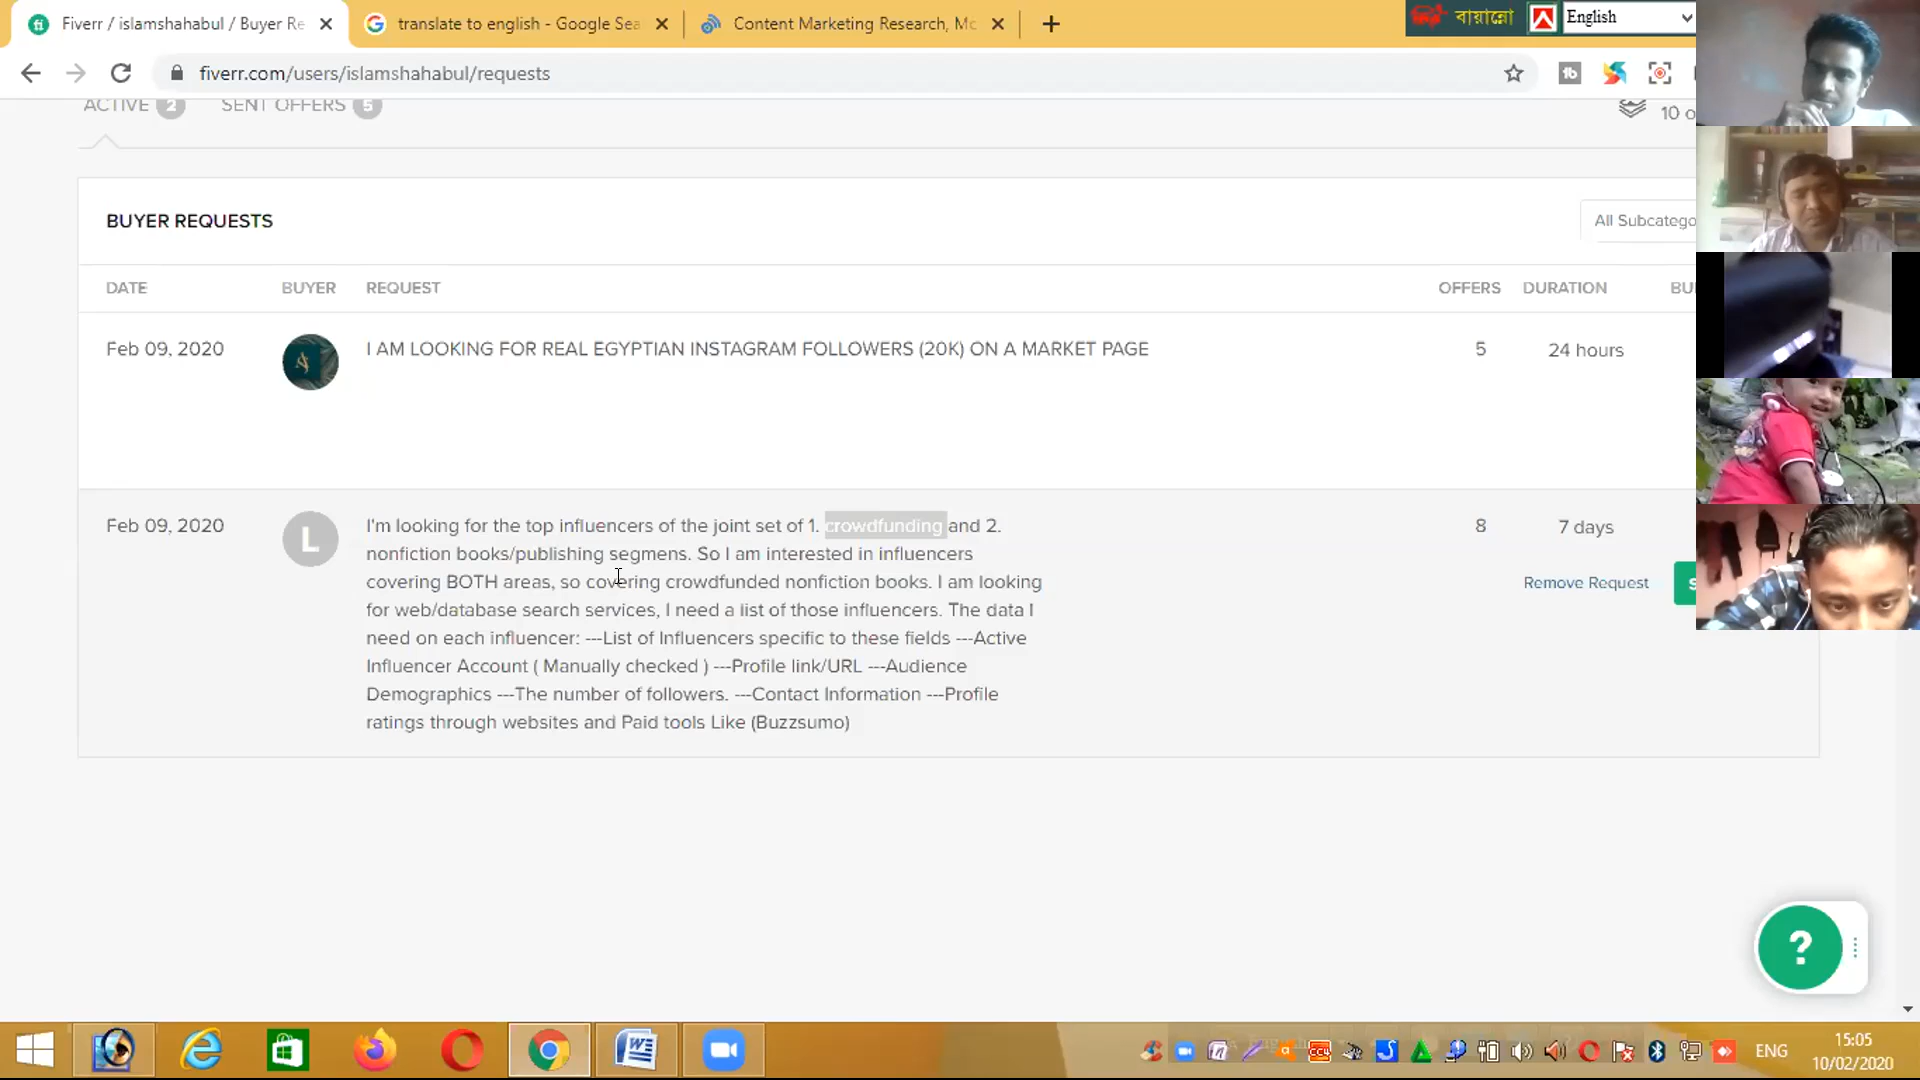 Fiverr / islamshahabul / Buyer Re
translate to english - Google Sea
Content Marketing Research, Mo
বায়ান্নো
English
fiverr.com/users/islamshahabul/requests
ACTIVE 2
SENT OFFERS 5
10 o
BUYER REQUESTS
All Subcatego
DATE BUYER REQUEST OFFERS DURATION BU
Feb 09, 2020
I AM LOOKING FOR REAL EGYPTIAN INSTAGRAM FOLLOWERS (20K) ON A MARKET PAGE
5
24 hours
Feb 09, 2020
L
I'm looking for the top influencers of the joint set of 1. crowdfunding and 2.
nonfiction books/publishing segmens. So I am interested in influencers
covering BOTH areas, so covering crowdfunded nonfiction books. I am looking
for web/database search services, I need a list of those influencers. The data I
need on each influencer: ---List of Influencers specific to these fields ---Active
Influencer Account ( Manually checked ) ---Profile link/URL ---Audience
Demographics ---The number of followers. ---Contact Information ---Profile
ratings through websites and Paid tools Like (Buzzsumo)
8
7 days
Remove Request
S
?
ENG
15:05
10/02/2020